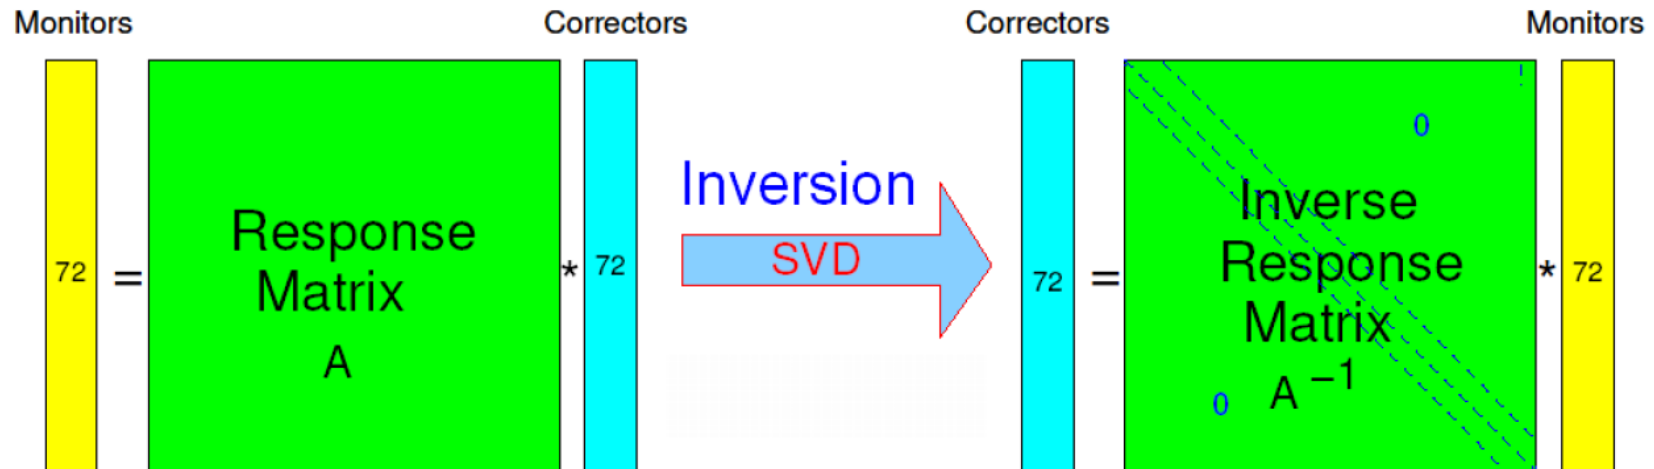 Monitors Correctors Correctors Monitors
72 = Response Matrix A * 72
Inversion
SVD
72 = Inverse Response Matrix A⁻¹ * 72
0
0